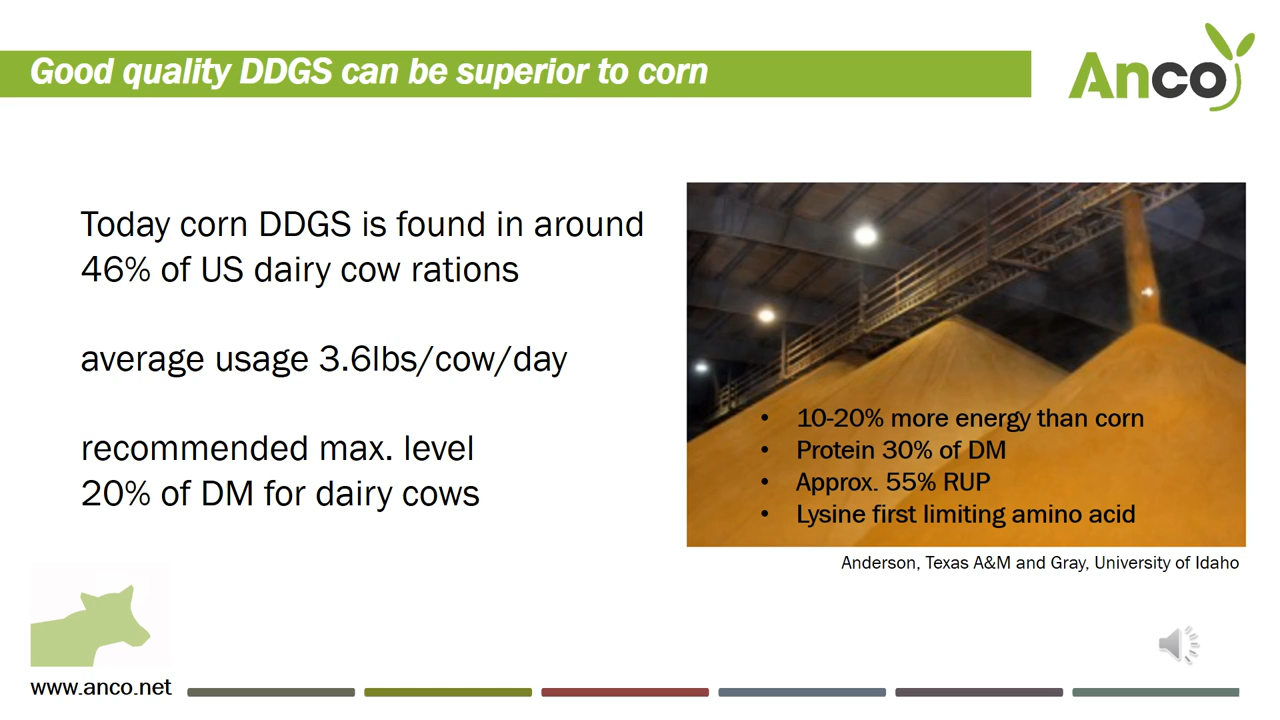 Good quality DDGS can be superior to corn
Anco
Today corn DDGS is found in around
46% of US dairy cow rations
average usage 3.6lbs/cow/day
recommended max. level
20% of DM for dairy cows
• 10-20% more energy than corn
• Protein 30% of DM
• Approx. 55% RUP
• Lysine first limiting amino acid
Anderson, Texas A&M and Gray, University of Idaho
www.anco.net